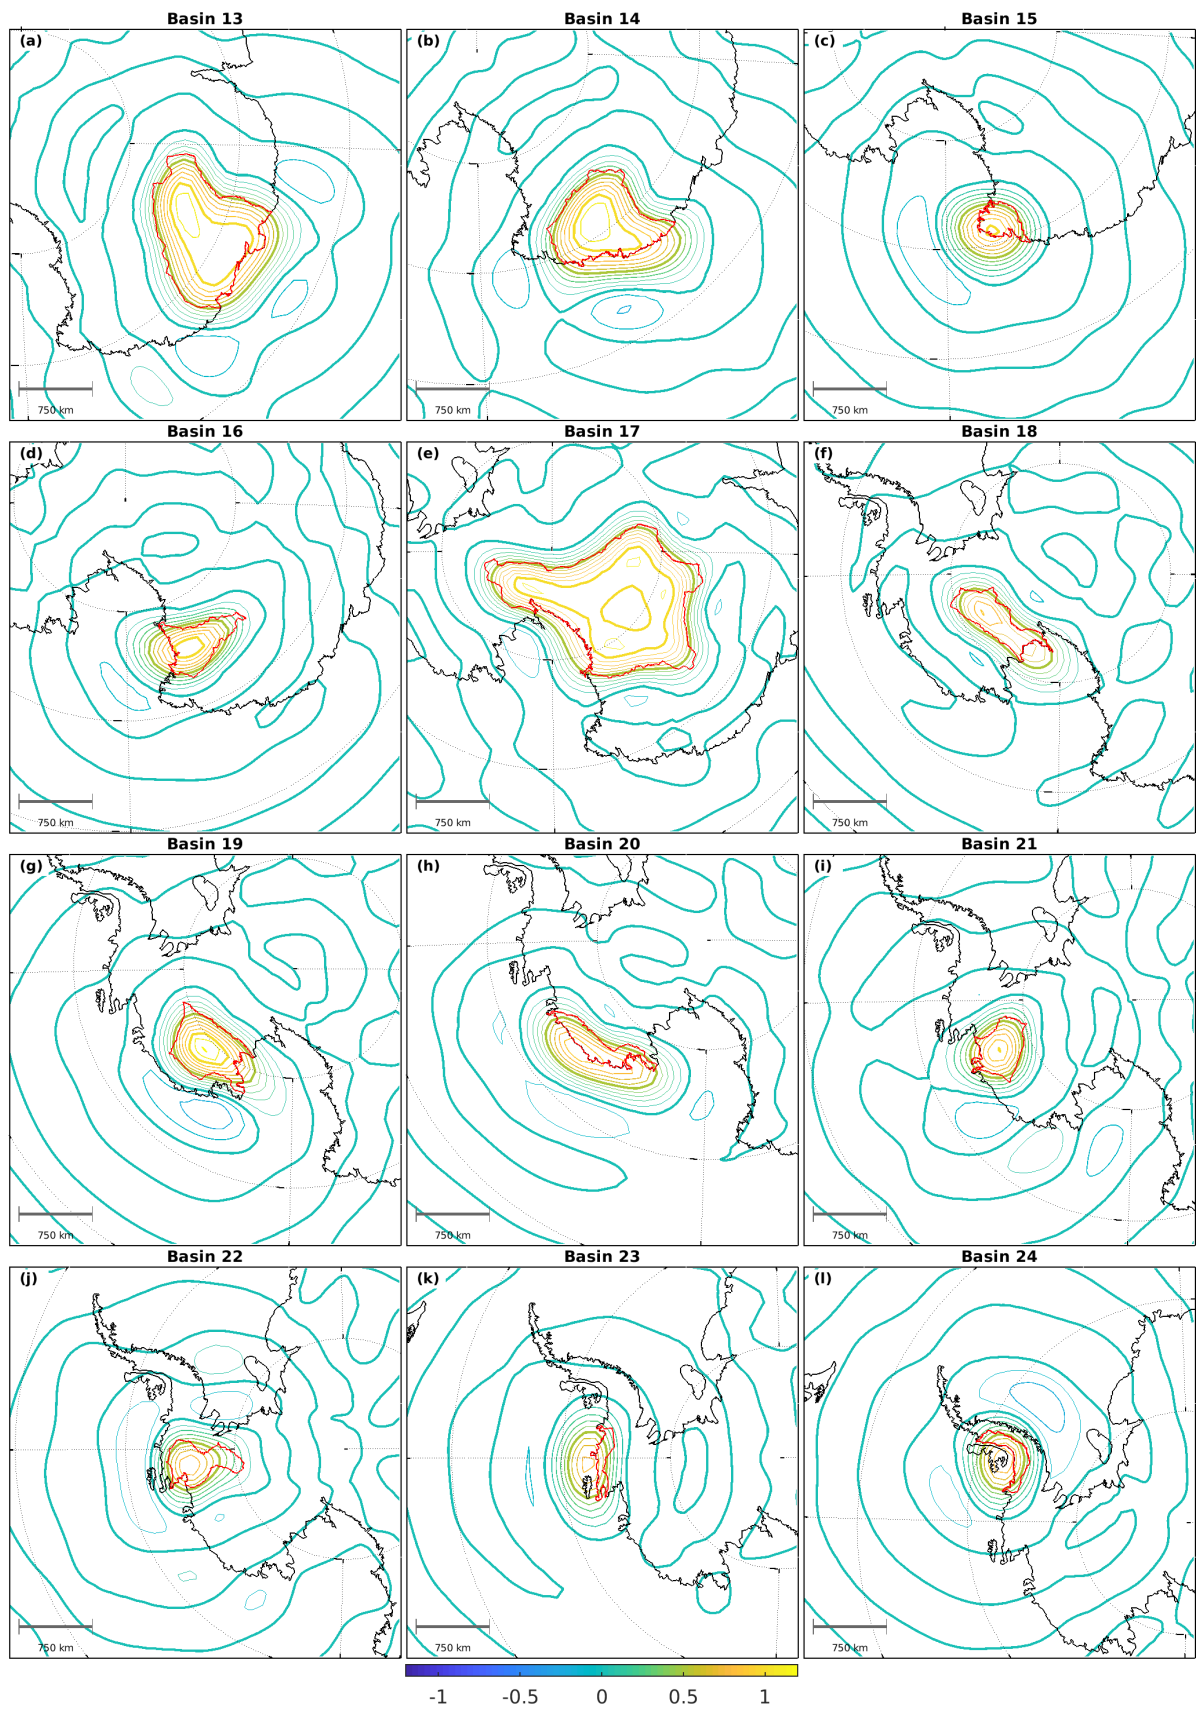 Basin 13
Basin 14
Basin 15
(a)
(b)
(c)
750 km
750 km
750 km
Basin 16
Basin 17
Basin 18
(d)
(e)
(f)
750 km
750 km
750 km
Basin 19
Basin 20
Basin 21
(g)
(h)
(i)
750 km
750 km
750 km
Basin 22
Basin 23
Basin 24
(j)
(k)
(l)
750 km
750 km
750 km
-1 -0.5 0 0.5 1